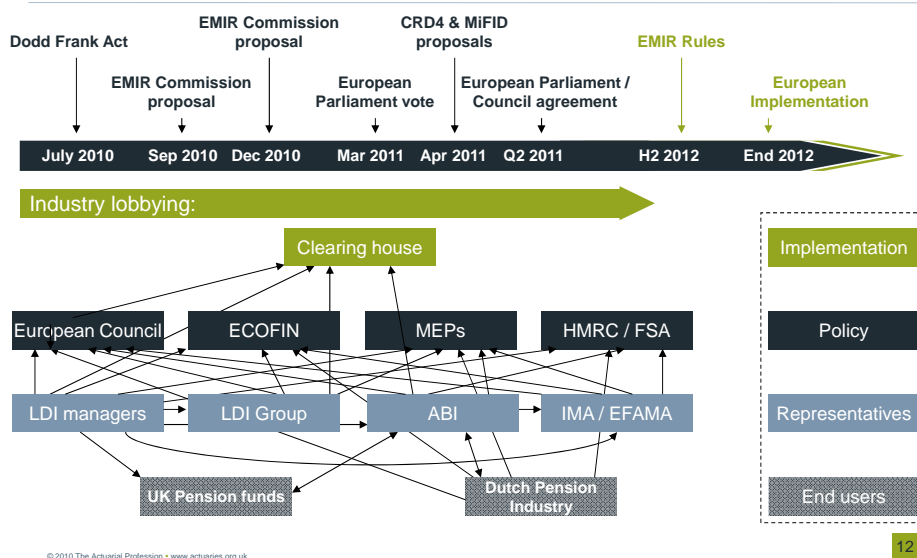 EMIR Commission
proposal
CRD4 & MiFID
proposals
Dodd Frank Act
EMIR Rules
EMIR Commission
proposal
European
Parliament vote
European Parliament /
Council agreement
European
Implementation
July 2010
Sep 2010
Dec 2010
Mar 2011
Apr 2011
Q2 2011
H2 2012
End 2012
Industry lobbying:
Clearing house
Implementation
European Council
ECOFIN
MEPs
HMRC / FSA
Policy
LDI managers
LDI Group
ABI
IMA / EFAMA
Representatives
UK Pension funds
Dutch Pension
Industry
End users
© 2010 The Actuarial Profession • www.actuaries.org.uk
12